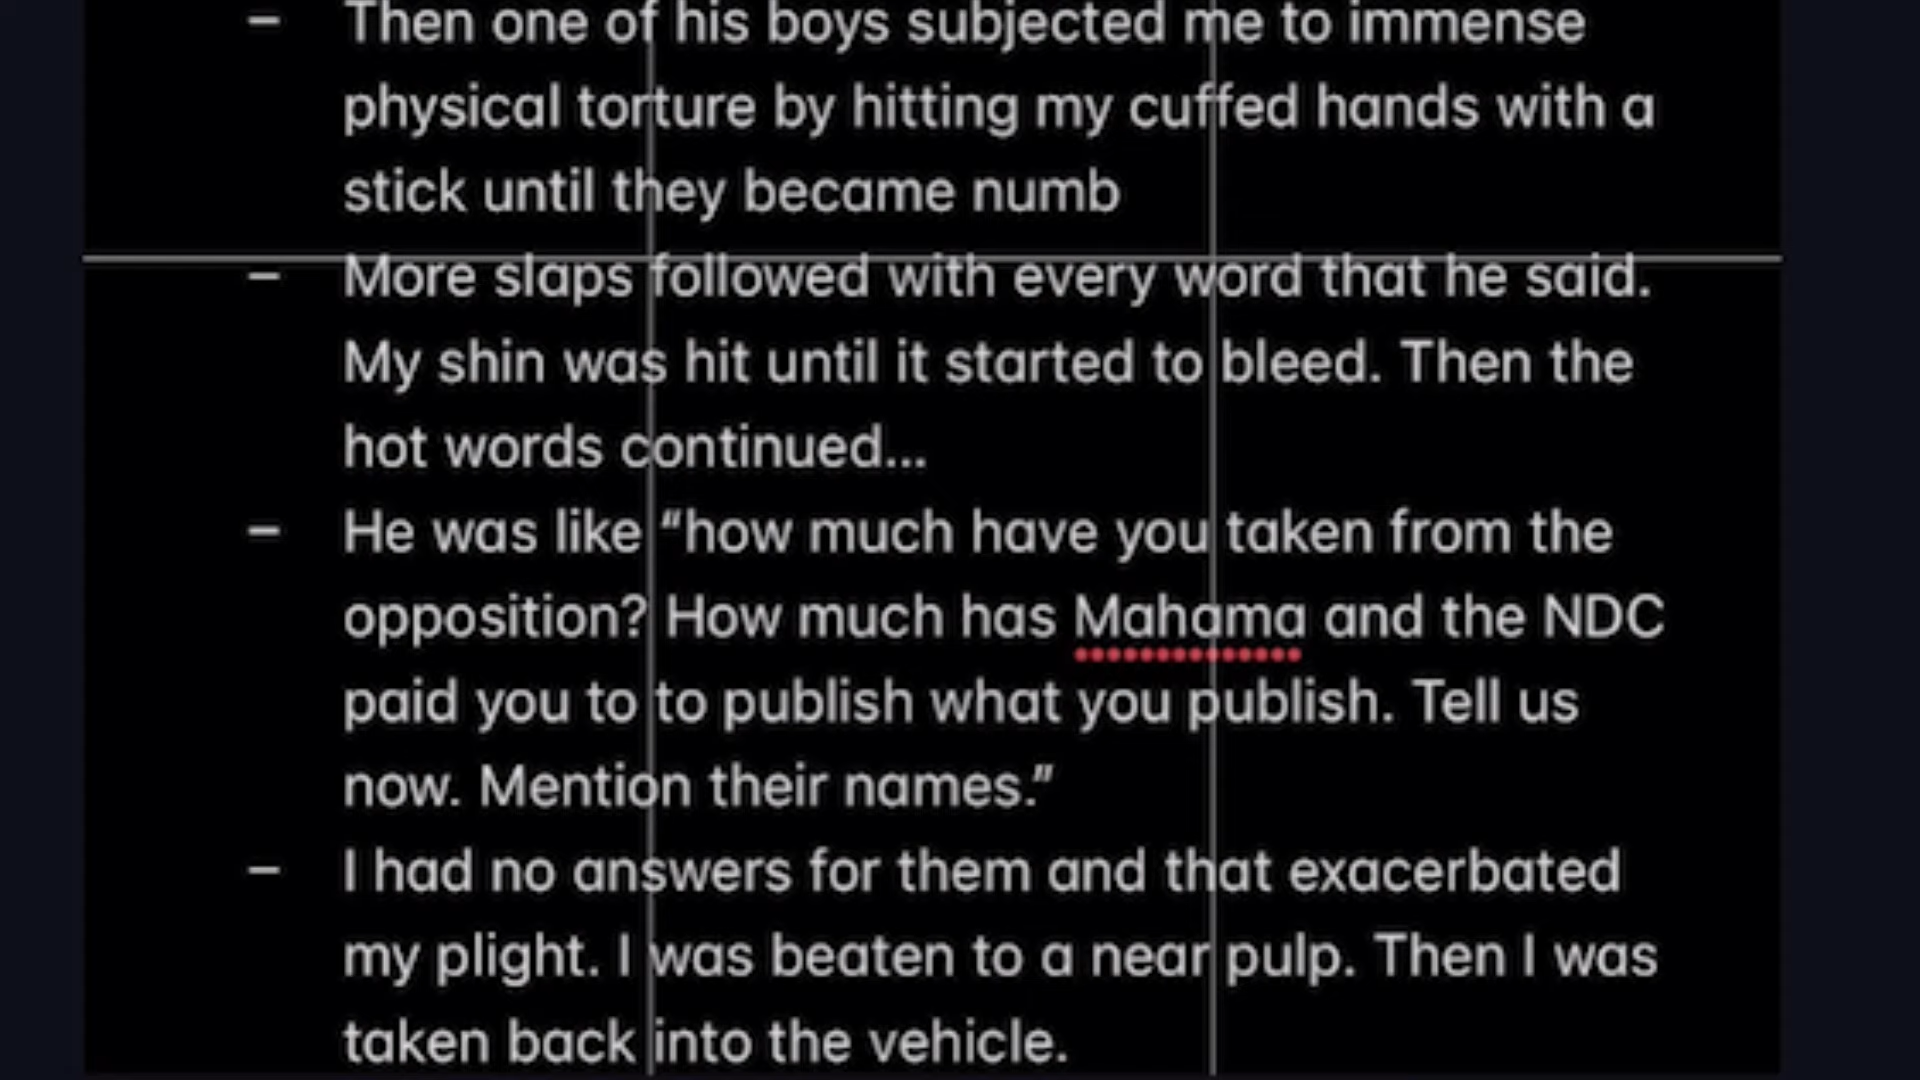 – Then one of his boys subjected me to immense
physical torture by hitting my cuffed hands with a
stick until they became numb
– More slaps followed with every word that he said.
My shin was hit until it started to bleed. Then the
hot words continued...
– He was like “how much have you taken from the
opposition? How much has Mahama and the NDC
paid you to to publish what you publish. Tell us
now. Mention their names.”
– I had no answers for them and that exacerbated
my plight. I was beaten to a near pulp. Then I was
taken back into the vehicle.